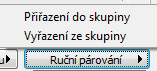 Přiřazení do skupiny
Vyřazení ze skupiny
Ruční párování